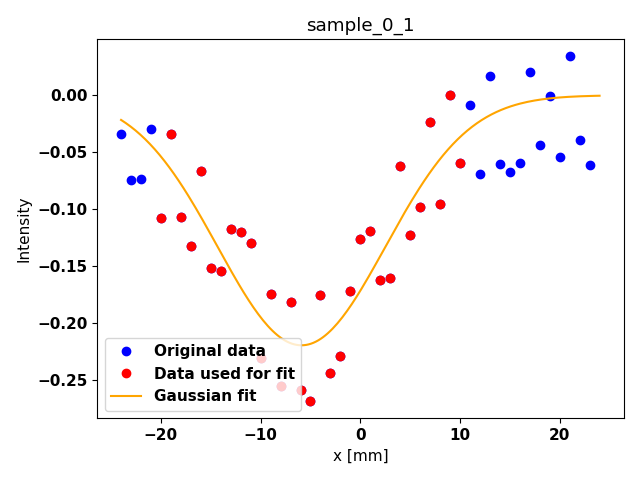 sample_0_1
Intensity
0.00
−0.05
−0.10
−0.15
−0.20
−0.25
Original data
Data used for fit
Gaussian fit
−20 −10 0 10 20
x [mm]